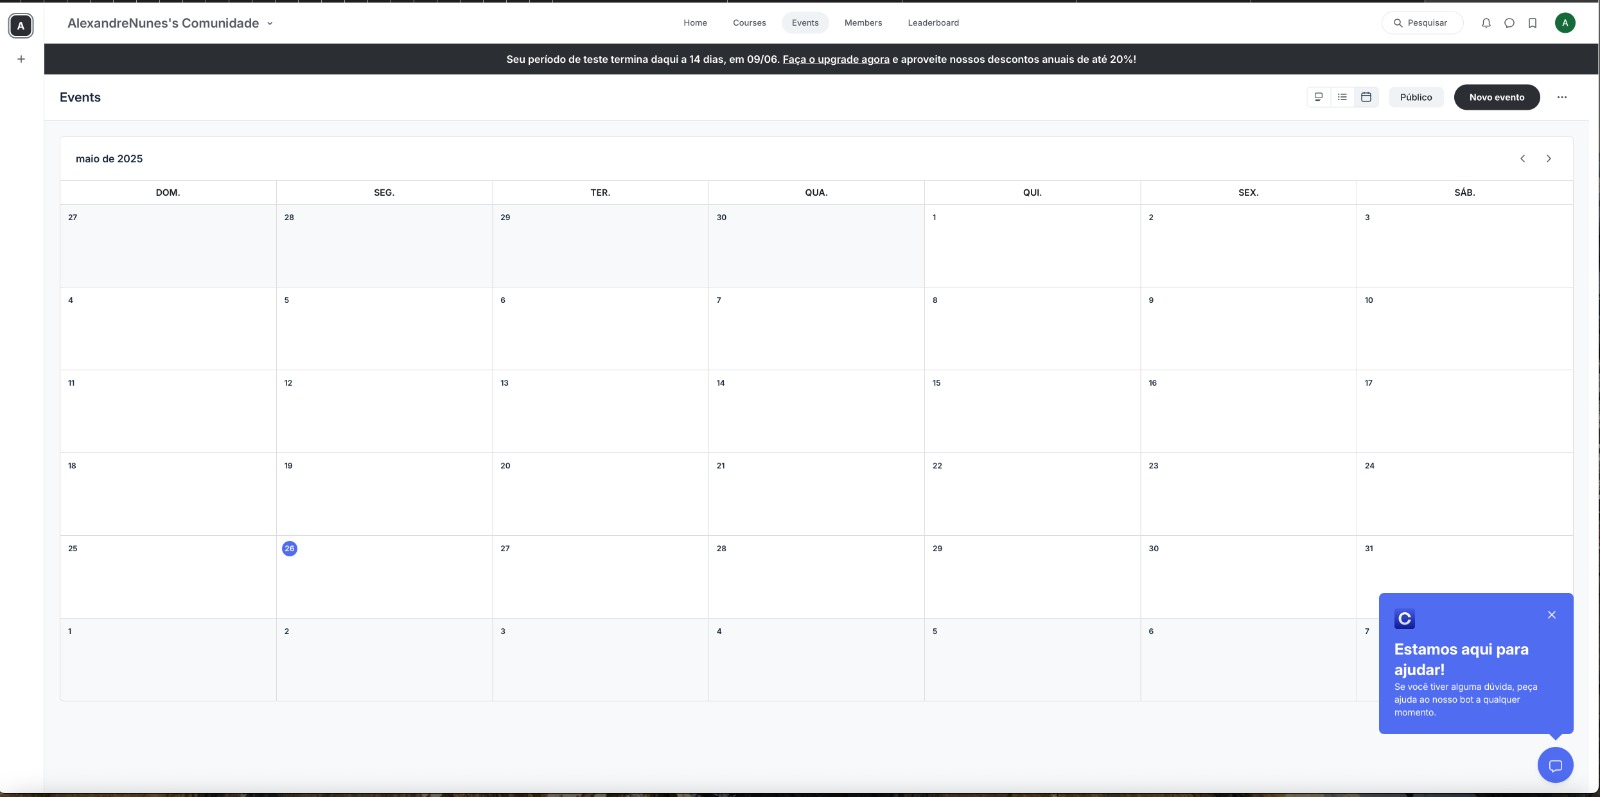 A
AlexandreNunes's Comunidade
Home Courses Events Members Leaderboard
Pesquisar
A
Seu período de teste termina daqui a 14 dias, em 09/06. Faça o upgrade agora e aproveite nossos descontos anuais de até 20%!
Events
Público
Novo evento
maio de 2025
DOM. SEG. TER. QUA. QUI. SEX. SÁB.
27 28 29 30 1 2 3
4 5 6 7 8 9 10
11 12 13 14 15 16 17
18 19 20 21 22 23 24
25 26 27 28 29 30 31
1 2 3 4 5 6 7
C
Estamos aqui para
ajudar!
Se você tiver alguma dúvida, peça
ajuda ao nosso bot a qualquer
momento.